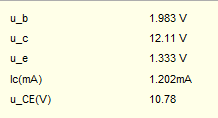 u_b 1.983 V
u_c 12.11 V
u_e 1.333 V
Ic(mA) 1.202mA
u_CE(V) 10.78